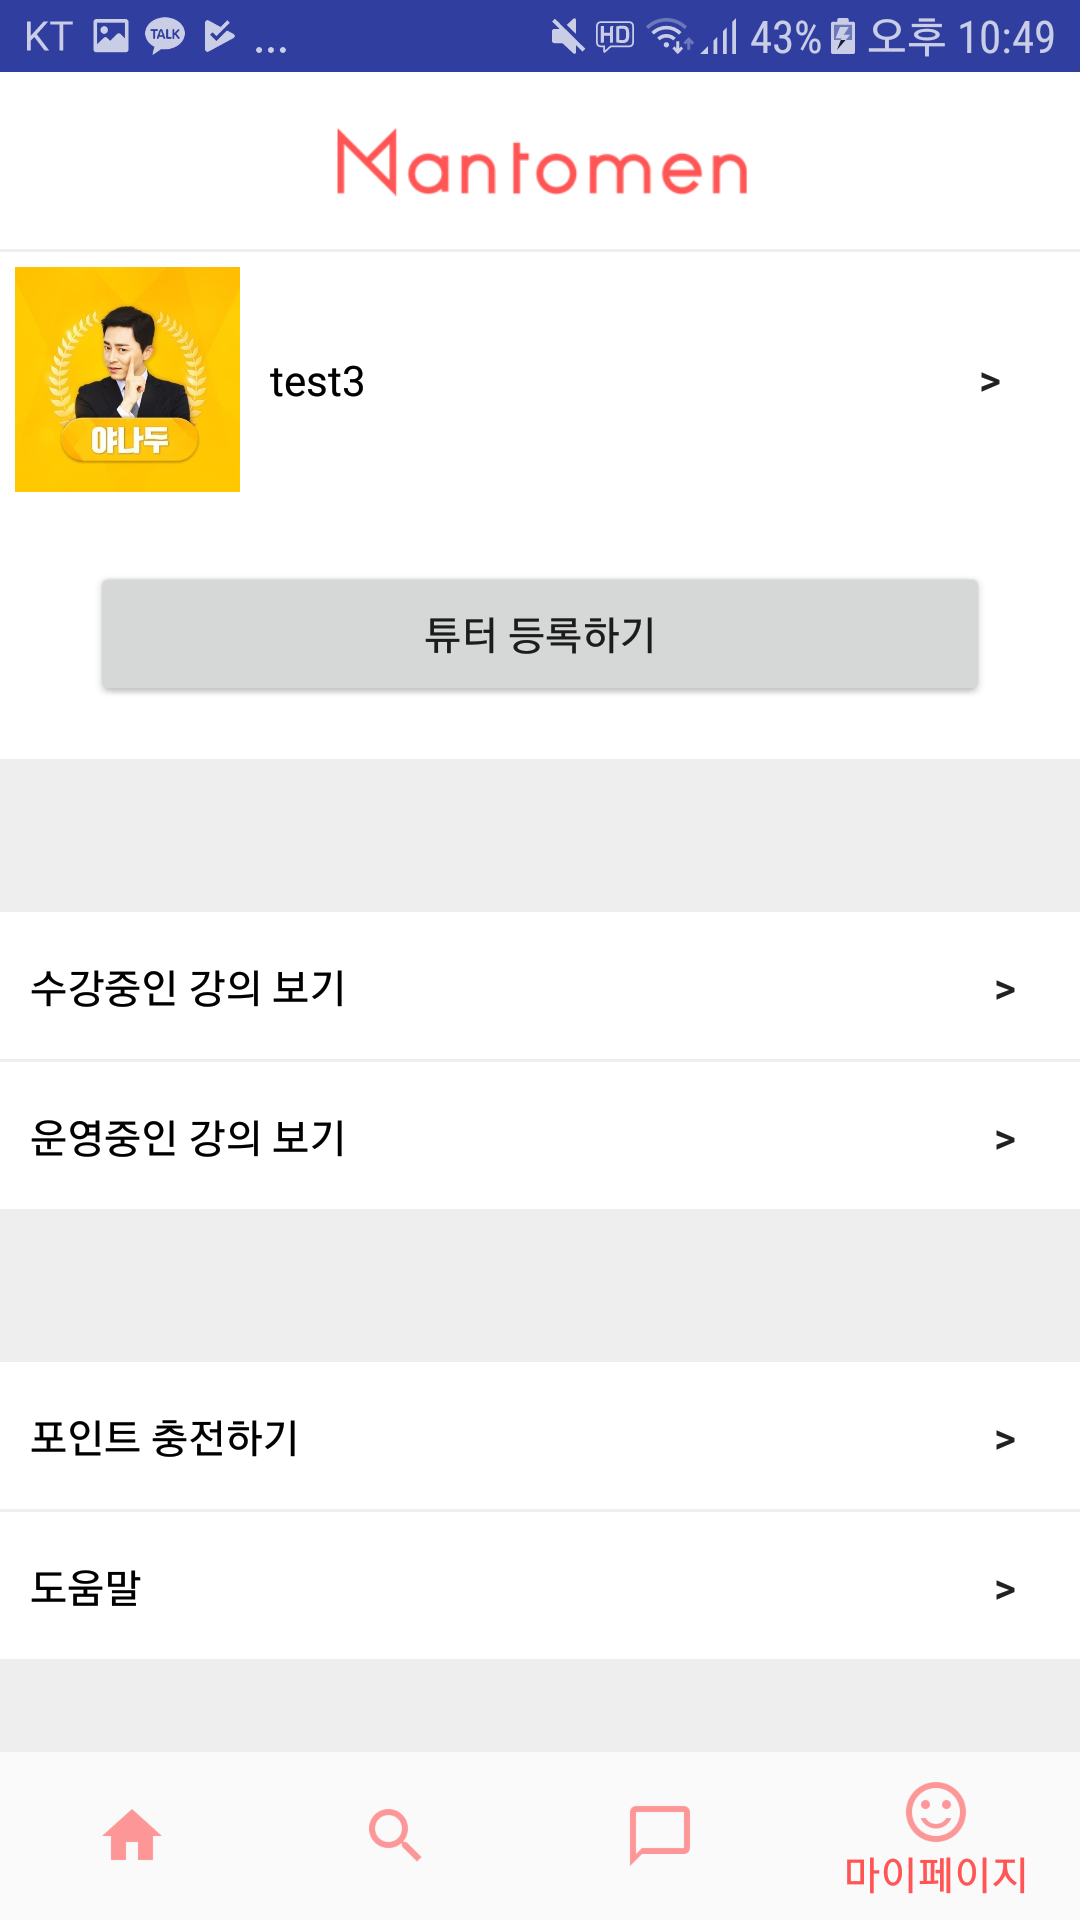 KT TALK ... HD 43% 오후 10:49
Mantomen
야나두
test3 >
튜터 등록하기
수강중인 강의 보기 >
운영중인 강의 보기 >
포인트 충전하기 >
도움말 >
마이페이지